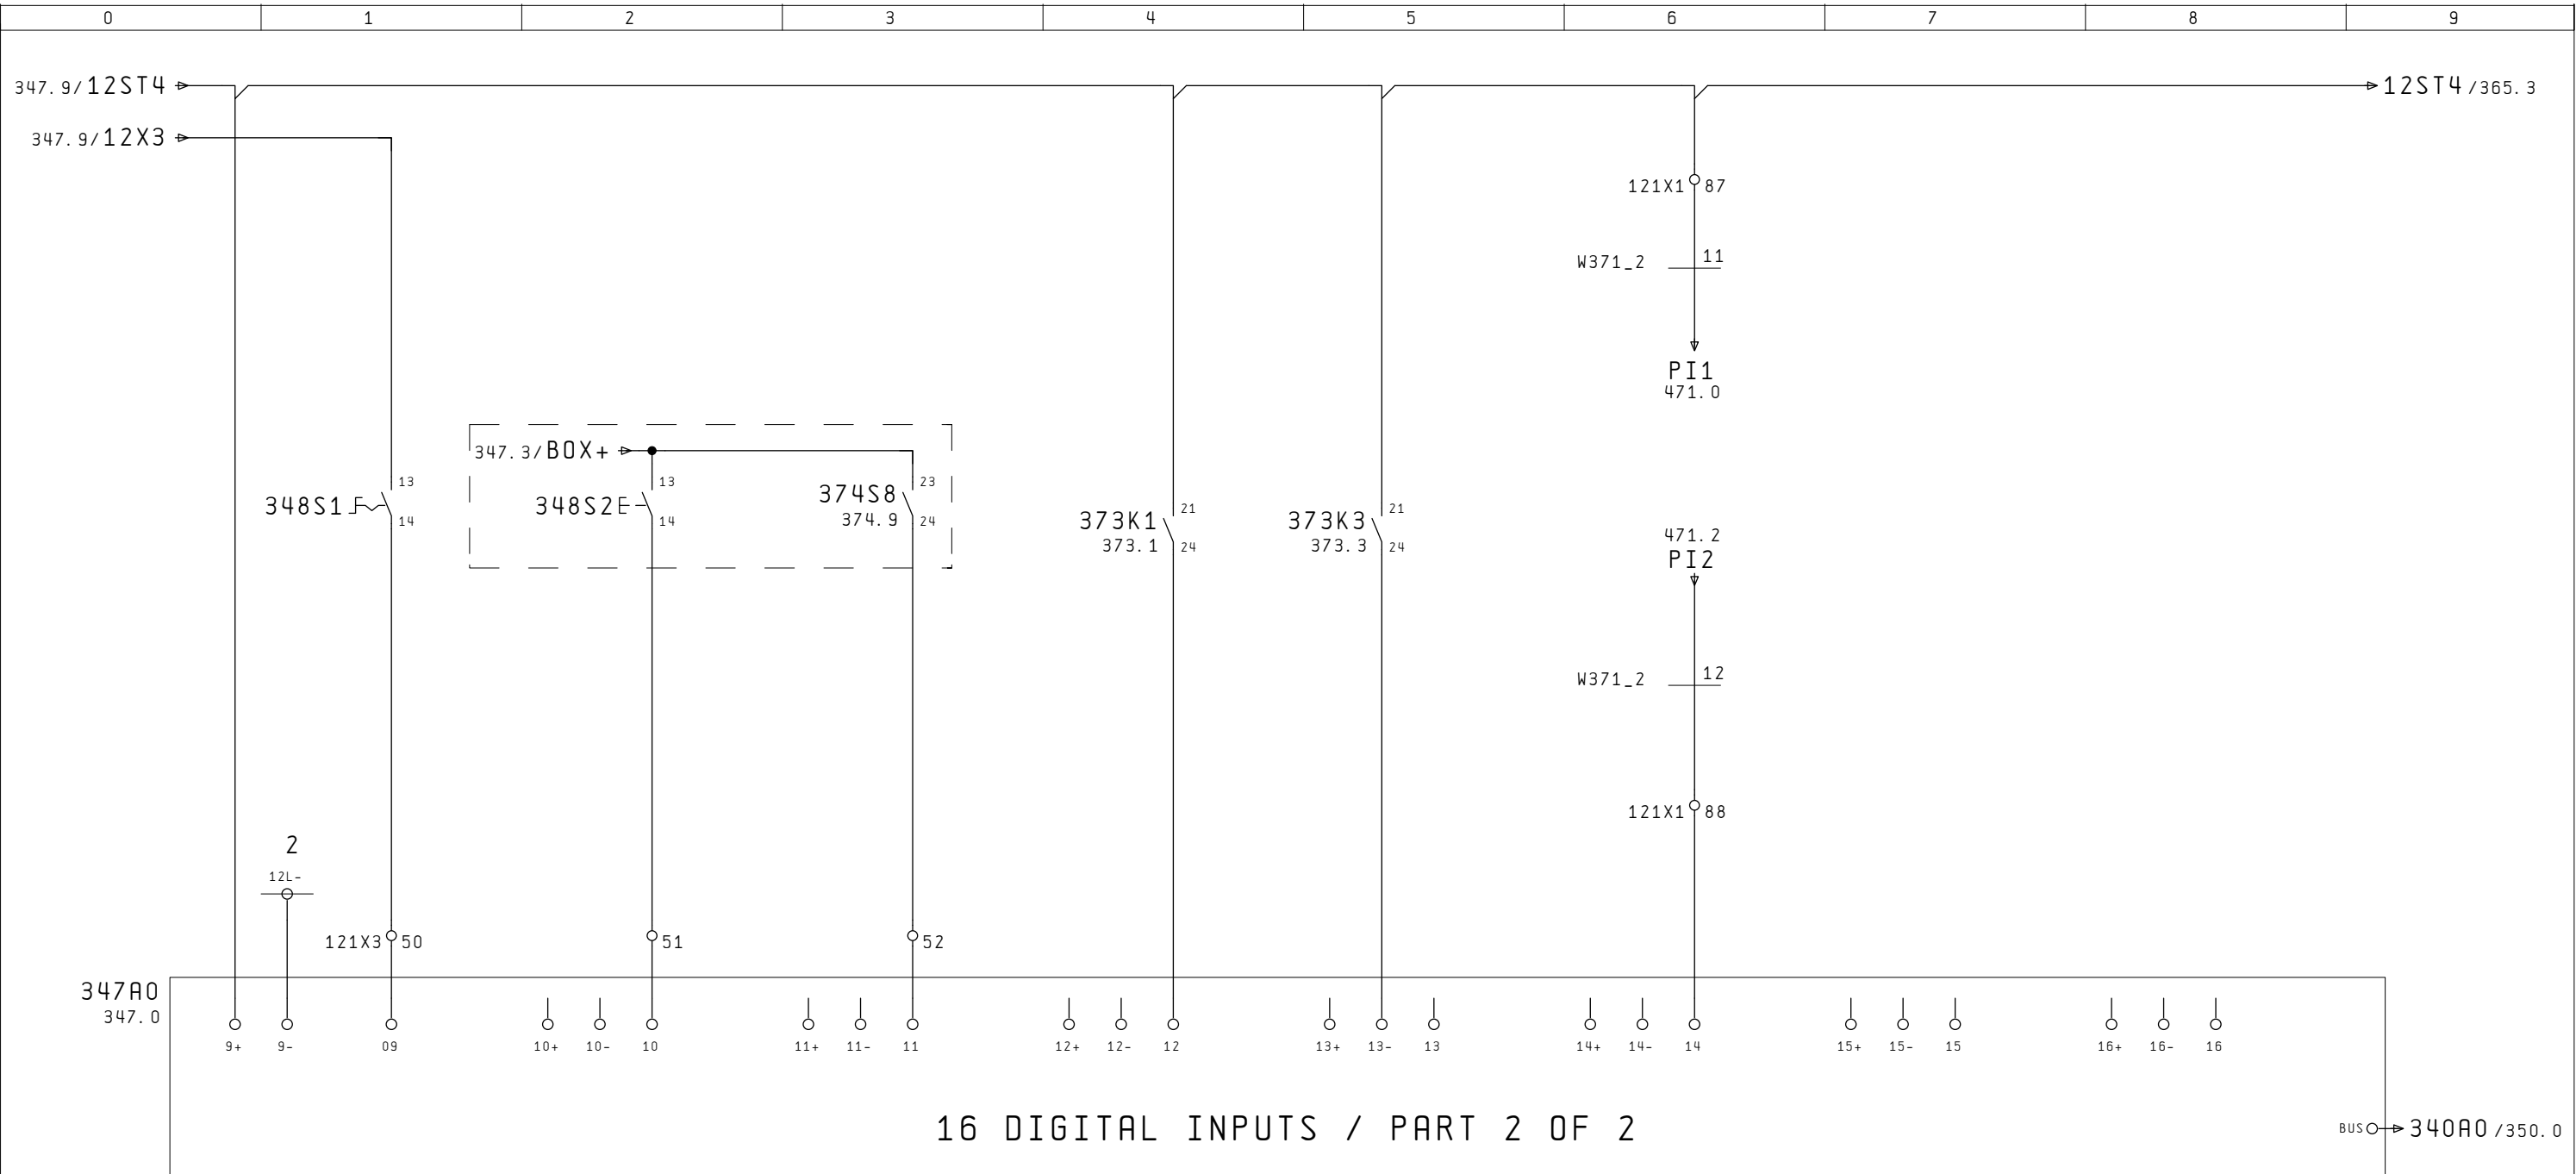 0 1 2 3 4 5 6 7 8 9
347.9/12ST4 12ST4/365.3
347.9/12X3
121X1 87
W371_2 11
PI1
471.0
347.3/BOX+
13 13 23
348S1 348S2 374S8
14 14 374.9 24
21 21
373K1 373K3
373.1 24 373.3 24
471.2
PI2
W371_2 12
121X1 88
2
12L-
121X3 50 51 52
347A0
347.0
9+ 9- 09 10+ 10- 10 11+ 11- 11 12+ 12- 12 13+ 13- 13 14+ 14- 14 15+ 15- 15 16+ 16- 16
16 DIGITAL INPUTS / PART 2 OF 2
BUS 340A0/350.0